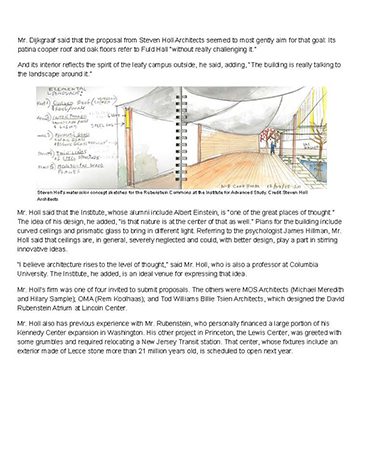 Mr. Dijkgraaf said that the proposal from Steven Holl Architects seemed to most gently aim for that goal: Its
patina cooper roof and oak floors refer to Fuld Hall "without really challenging it."
And its interior reflects the spirit of the leafy campus outside, he said, adding, "The building is really talking to
the landscape around it."
ELEMENTAL
Steven Holl's watercolor concept sketches for the Rubenstein Commons at the Institute for Advanced Study. Credit Steven Holl
Architects
Mr. Holl said that the Institute, whose alumni include Albert Einstein, is "one of the great places of thought."
The idea of his design, he added, "is that nature is at the center of that as well." Plans for the building include
curved ceilings and prismatic glass to bring in different light. Referring to the psychologist James Hillman, Mr.
Holl said that ceilings are, in general, severely neglected and could, with better design, play a part in stirring
innovative ideas.
"I believe architecture rises to the level of thought," said Mr. Holl, who is also a professor at Columbia
University. The Institute, he added, is an ideal venue for expressing that idea.
Mr. Holl's firm was one of four invited to submit proposals. The others were MOS Architects (Michael Meredith
and Hilary Sample); OMA (Rem Koolhaas); and Tod Williams Billie Tsien Architects, which designed the David
Rubenstein Atrium at Lincoln Center.
Mr. Holl also has previous experience with Mr. Rubenstein, who personally financed a large portion of his
Kennedy Center expansion in Washington. His other project in Princeton, the Lewis Center, was greeted with
some grumbles and required relocating a New Jersey Transit station. That center, whose fixtures include an
exterior made of Lecce stone more than 21 million years old, is scheduled to open next year.